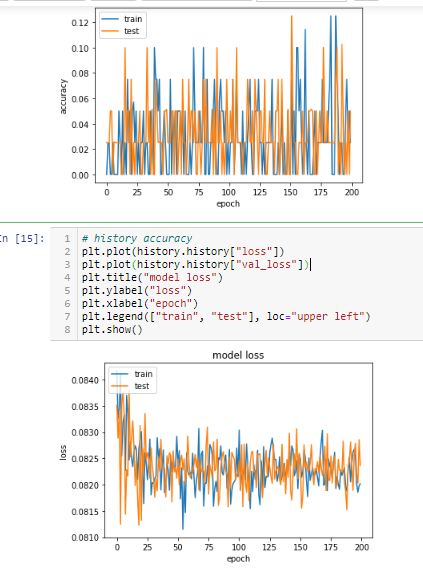 0.12
0.10
0.08
0.06
0.04
0.02
0.00
accuracy
train
test
0 25 50 75 100 125 150 175 200
epoch
n [15]:
1 # history accuracy
2 plt.plot(history.history["loss"])
3 plt.plot(history.history["val_loss"])
4 plt.title("model loss")
5 plt.ylabel("loss")
6 plt.xlabel("epoch")
7 plt.legend(["train", "test"], loc="upper left")
8 plt.show()
model loss
0.0840
0.0835
0.0830
0.0825
0.0820
0.0815
0.0810
loss
train
test
0 25 50 75 100 125 150 175 200
epoch